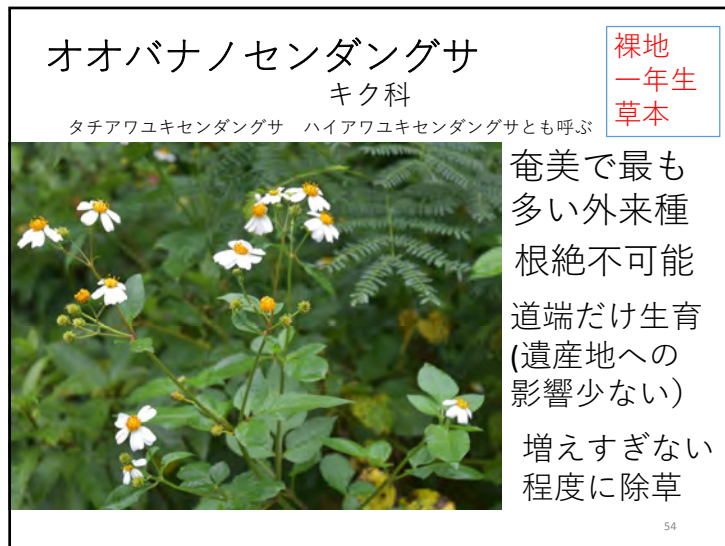 オオバナノセンダングサ
キク科
タチアワユキセンダングサ　ハイアワユキセンダングサとも呼ぶ
裸地
一年生
草本
奄美で最も
多い外来種
根絶不可能
道端だけ生育
(遺産地への
影響少ない）
増えすぎない
程度に除草
54